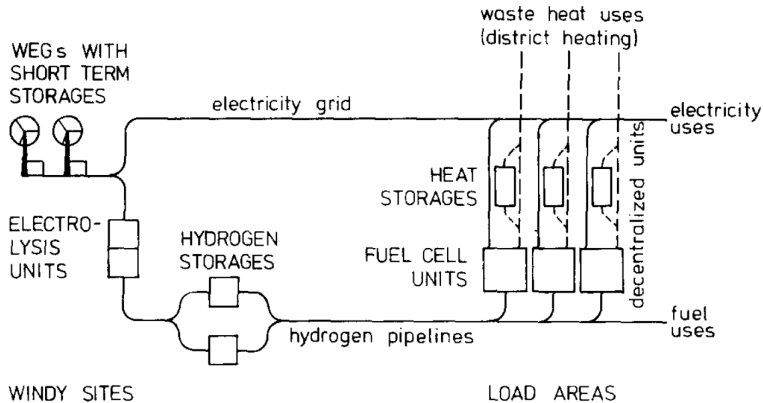 waste heat uses
(district heating)
WEGs WITH
SHORT TERM
STORAGES
electricity grid
electricity
uses
HEAT
STORAGES
decentralized units
ELECTRO-
LYSIS
UNITS
HYDROGEN
STORAGES
FUEL CELL
UNITS
hydrogen pipelines
fuel
uses
WINDY SITES
LOAD AREAS